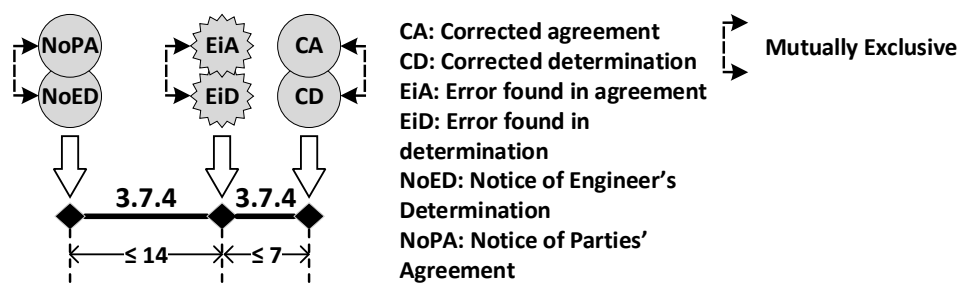 NoPA
NoED
EiA
EiD
CA
CD
3.7.4
3.7.4
≤ 14
≤ 7
CA: Corrected agreement
CD: Corrected determination
EiA: Error found in agreement
EiD: Error found in
determination
NoED: Notice of Engineer’s
Determination
NoPA: Notice of Parties’
Agreement
Mutually Exclusive